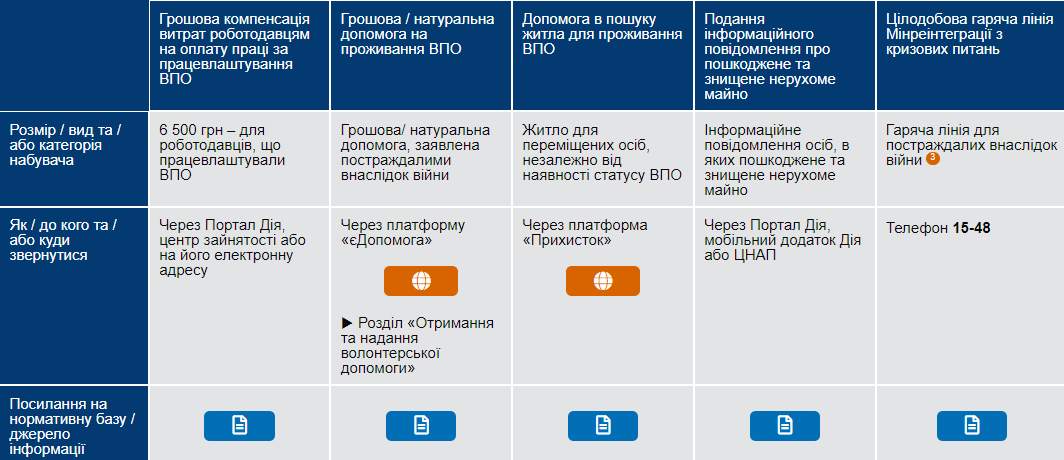 Грошова компенсація
витрат роботодавцям
на оплату праці за
працевлаштування
ВПО
Грошова / натуральна
допомога на
проживання ВПО
Допомога в пошуку
житла для проживання
ВПО
Подання
інформаційного
повідомлення про
пошкоджене та
знищене нерухоме
майно
Цілодобова гаряча лінія
Мінреінтеграції з
кризових питань
Розмір / вид та /
або категорія
набувача
6 500 грн – для
роботодавців, що
працевлаштували
ВПО
Грошова/ натуральна
допомога, заявлена
постраждалими
внаслідок війни
Житло для
переміщених осіб,
незалежно від
наявності статусу ВПО
Інформаційне
повідомлення осіб, в
яких пошкоджене та
знищене нерухоме
майно
Гаряча лінія для
постраждалих внаслідок
війни 3
Як / до кого та /
або куди
звернутися
Через Портал Дія,
центр зайнятості або
на його електронну
адресу
Через платформу
«єДопомога»
▶ Розділ «Отримання
та надання
волонтерської
допомоги»
Через платформа
«Прихисток»
Через Портал Дія,
мобільний додаток Дія
або ЦНАП
Телефон 15-48
Посилання на
нормативну базу /
джерело
інформації